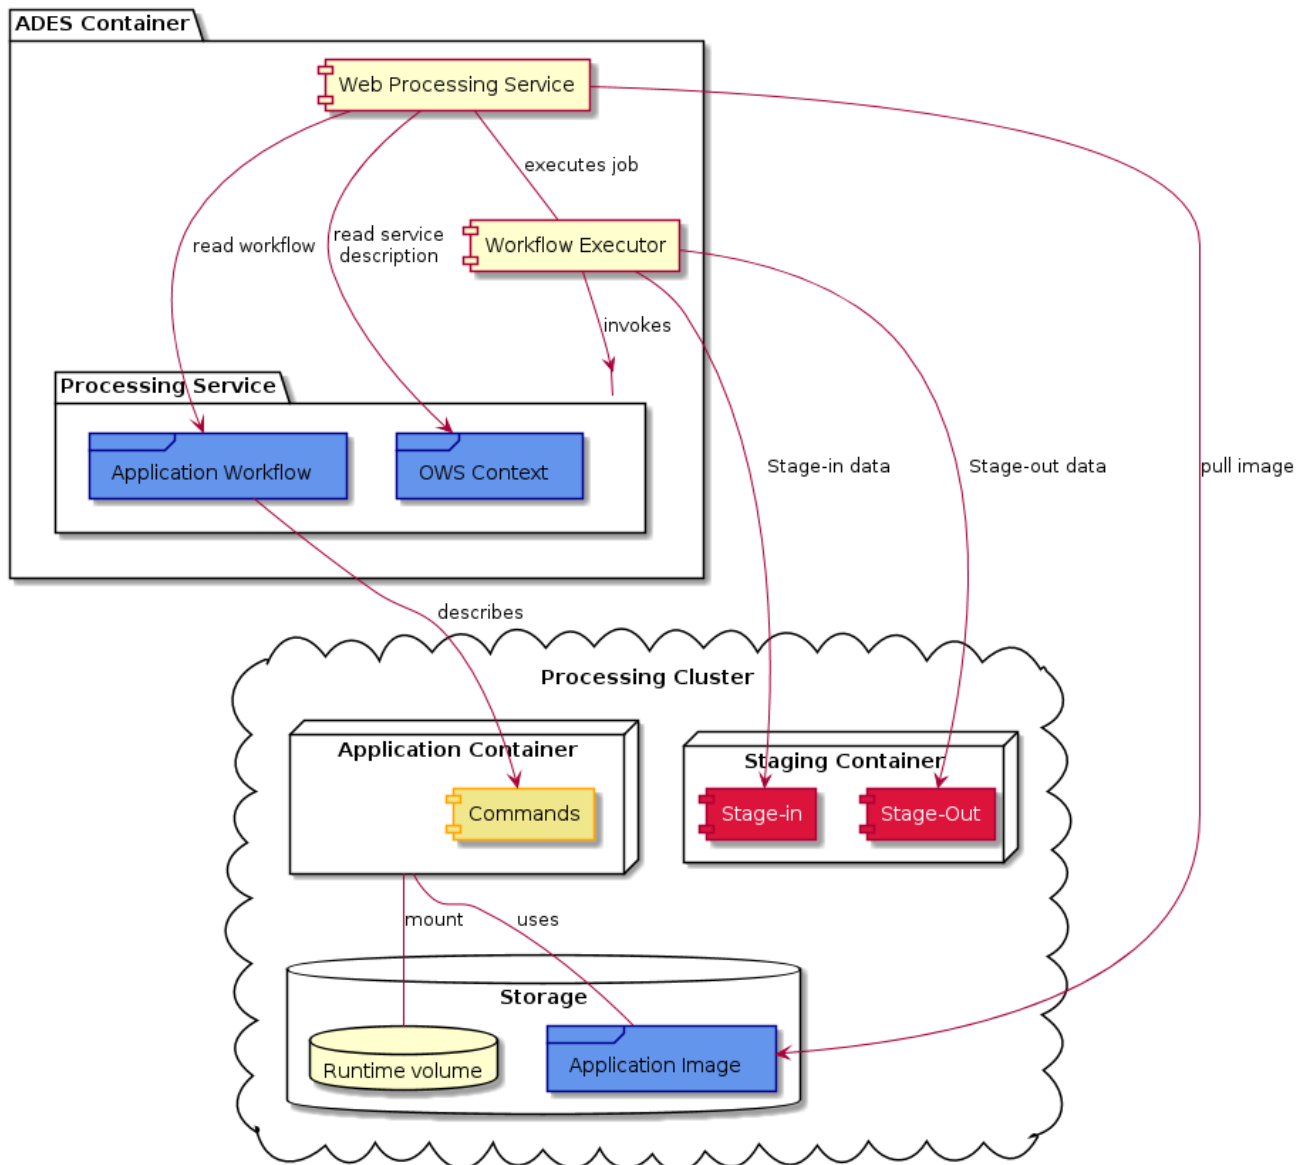 ADES Container
Web Processing Service
executes job
read workflow
read service
description
Workflow Executor
invokes
Processing Service
Application Workflow
OWS Context
Stage-in data
Stage-out data
pull image
describes
Processing Cluster
Application Container
Staging Container
Commands
Stage-in
Stage-Out
mount
uses
Storage
Runtime volume
Application Image